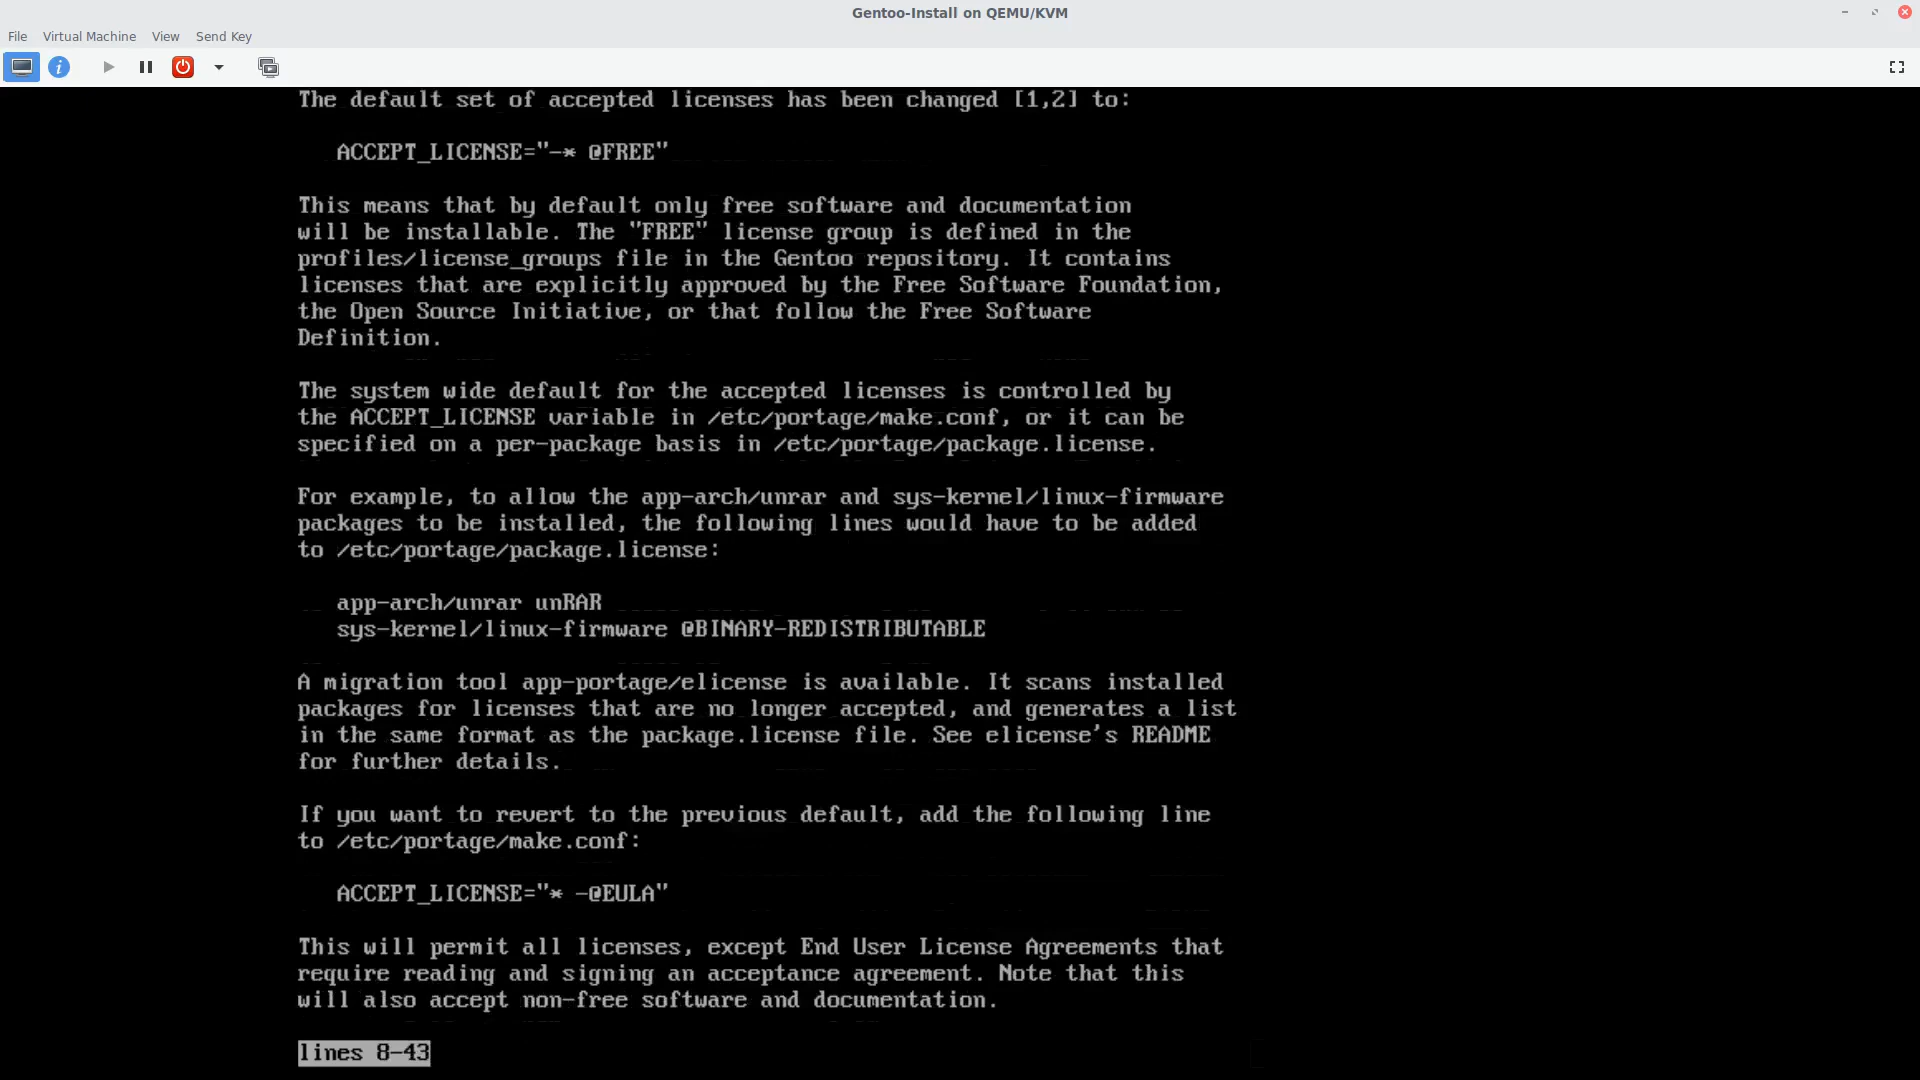 Gentoo-Install on QEMU/KVM
File Virtual Machine View Send Key
The default set of accepted licenses has been changed [1,2] to:
ACCEPT_LICENSE="-* @FREE"
This means that by default only free software and documentation
will be installable. The "FREE" license group is defined in the
profiles/license_groups file in the Gentoo repository. It contains
licenses that are explicitly approved by the Free Software Foundation,
the Open Source Initiative, or that follow the Free Software
Definition.
The system wide default for the accepted licenses is controlled by
the ACCEPT_LICENSE variable in /etc/portage/make.conf, or it can be
specified on a per-package basis in /etc/portage/package.license.
For example, to allow the app-arch/unrar and sys-kernel/linux-firmware
packages to be installed, the following lines would have to be added
to /etc/portage/package.license:
app-arch/unrar unRAR
sys-kernel/linux-firmware @BINARY-REDISTRIBUTABLE
A migration tool app-portage/elicense is available. It scans installed
packages for licenses that are no longer accepted, and generates a list
in the same format as the package.license file. See elicense's README
for further details.
If you want to revert to the previous default, add the following line
to /etc/portage/make.conf:
ACCEPT_LICENSE="* -@EULA"
This will permit all licenses, except End User License Agreements that
require reading and signing an acceptance agreement. Note that this
will also accept non-free software and documentation.
lines 8-43